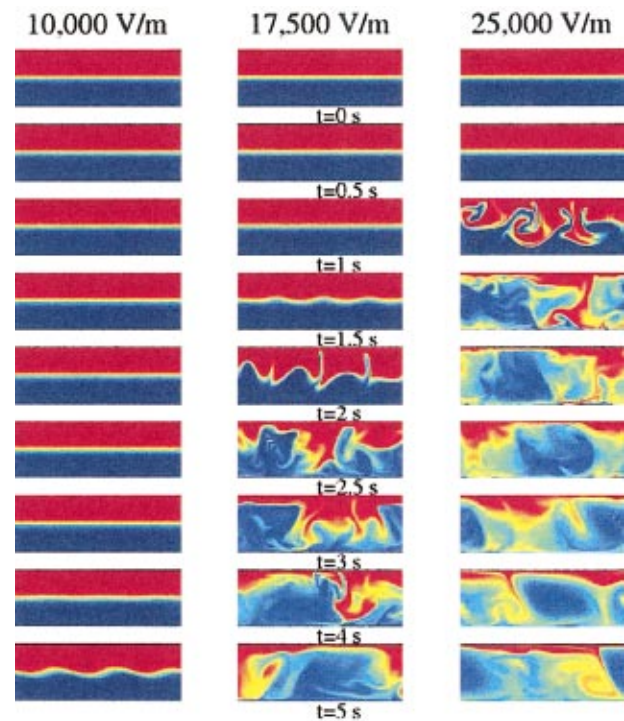 10,000 V/m 17,500 V/m 25,000 V/m
t=0 s
t=0.5 s
t=1 s
t=1.5 s
t=2 s
t=2.5 s
t=3 s
t=4 s
t=5 s